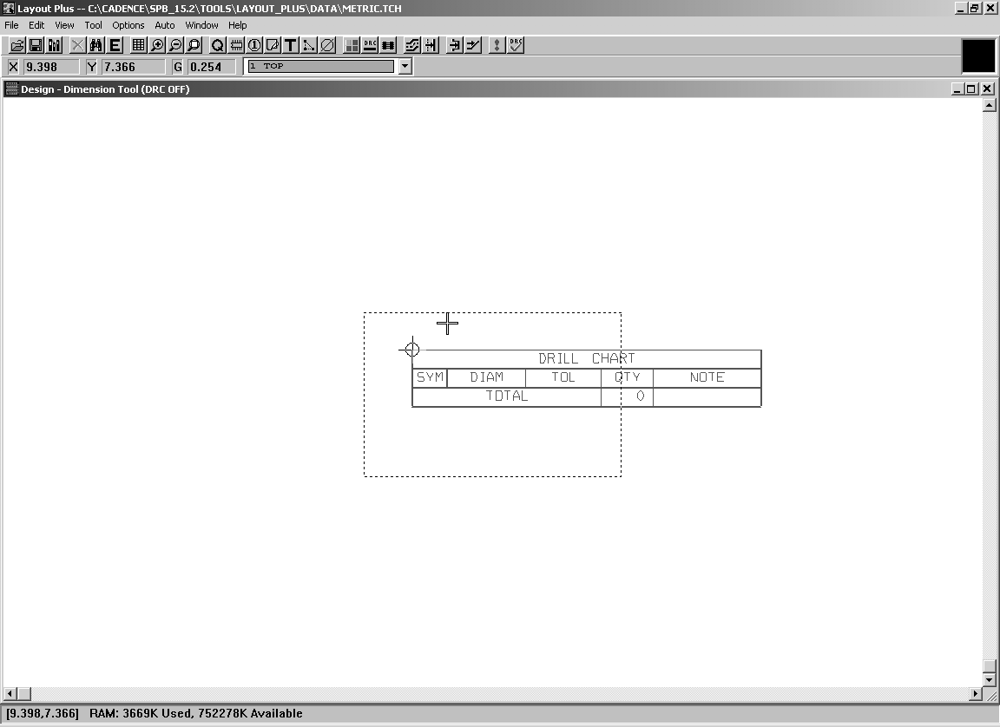 Layout Plus -- C:\CADENCE\SPB_15.2\TOOLS\LAYOUT_PLUS\DATA\METRIC.TCH
File Edit View Tool Options Auto Window Help
E Q T DRC DRC
X 9.398 Y 7.366 G 0.254 1 TOP
Design - Dimension Tool (DRC OFF)
DRILL CHART
SYM DIAM TOL QTY NOTE
TOTAL 0
[9.398,7.366] RAM: 3669K Used, 752278K Available